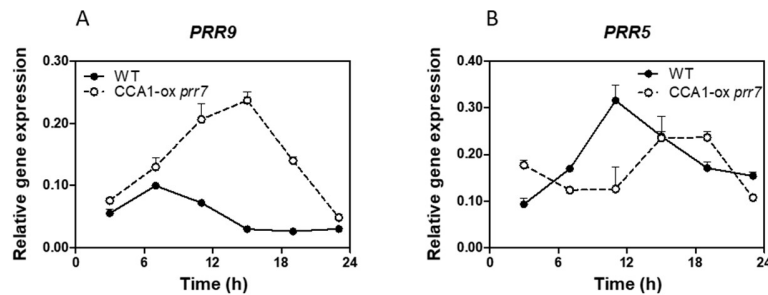 A
PRR9
Relative gene expression
0.30
0.20
0.10
0.00
WT
CCA1-ox prr7
0 6 12 18 24
Time (h)
B
PRR5
Relative gene expression
0.40
0.30
0.20
0.10
0.00
WT
CCA1-ox prr7
0 6 12 18 24
Time (h)